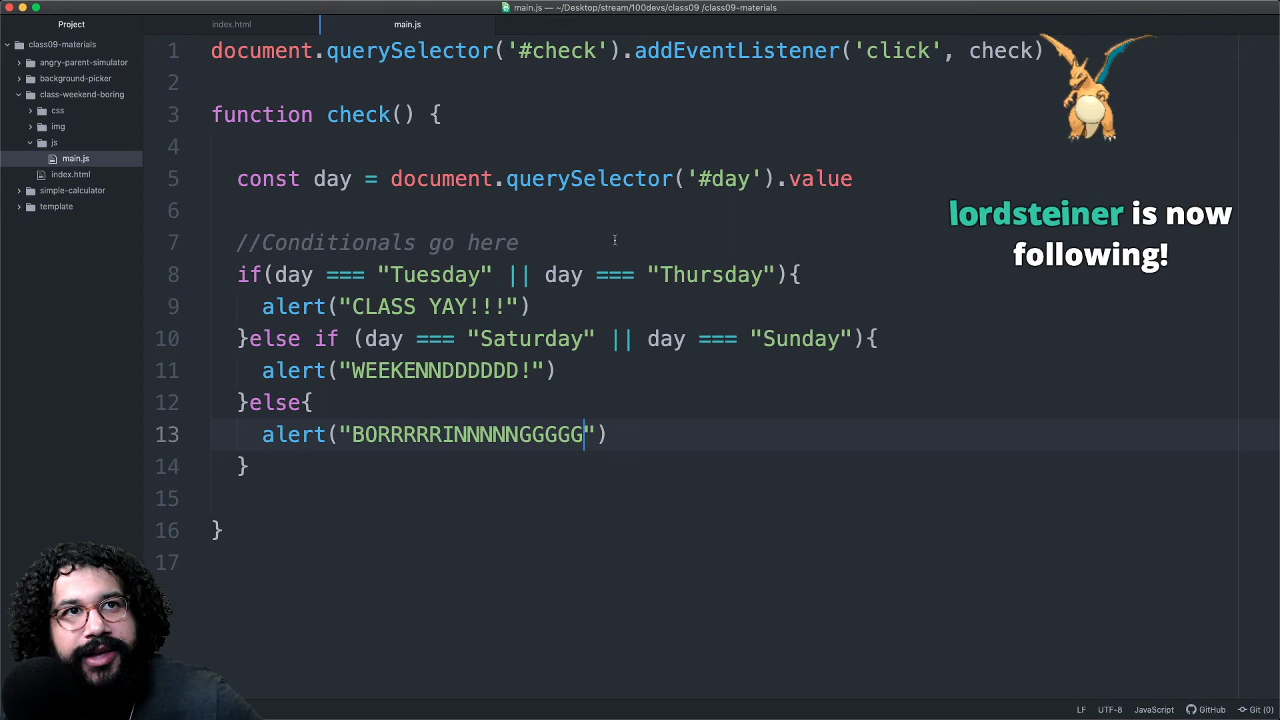 main.js — ~/Desktop/stream/100devs/class09 /class09-materials
Project
index.html
main.js
class09-materials
angry-parent-simulator
background-picker
class-weekend-boring
css
img
js
main.js
index.html
simple-calculator
template
1 document.querySelector('#check').addEventListener('click', check)
2
3 function check() {
4
5 const day = document.querySelector('#day').value
6
7 //Conditionals go here
8 if(day === "Tuesday" || day === "Thursday"){
9 alert("CLASS YAY!!!")
10 }else if (day === "Saturday" || day === "Sunday"){
11 alert("WEEKENNDDDDDD!")
12 }else{
13 alert("BORRRRRINNNNNGGGGG")
14 }
15
16 }
17
lordsteiner is now
following!
LF UTF-8 JavaScript GitHub Git (0)